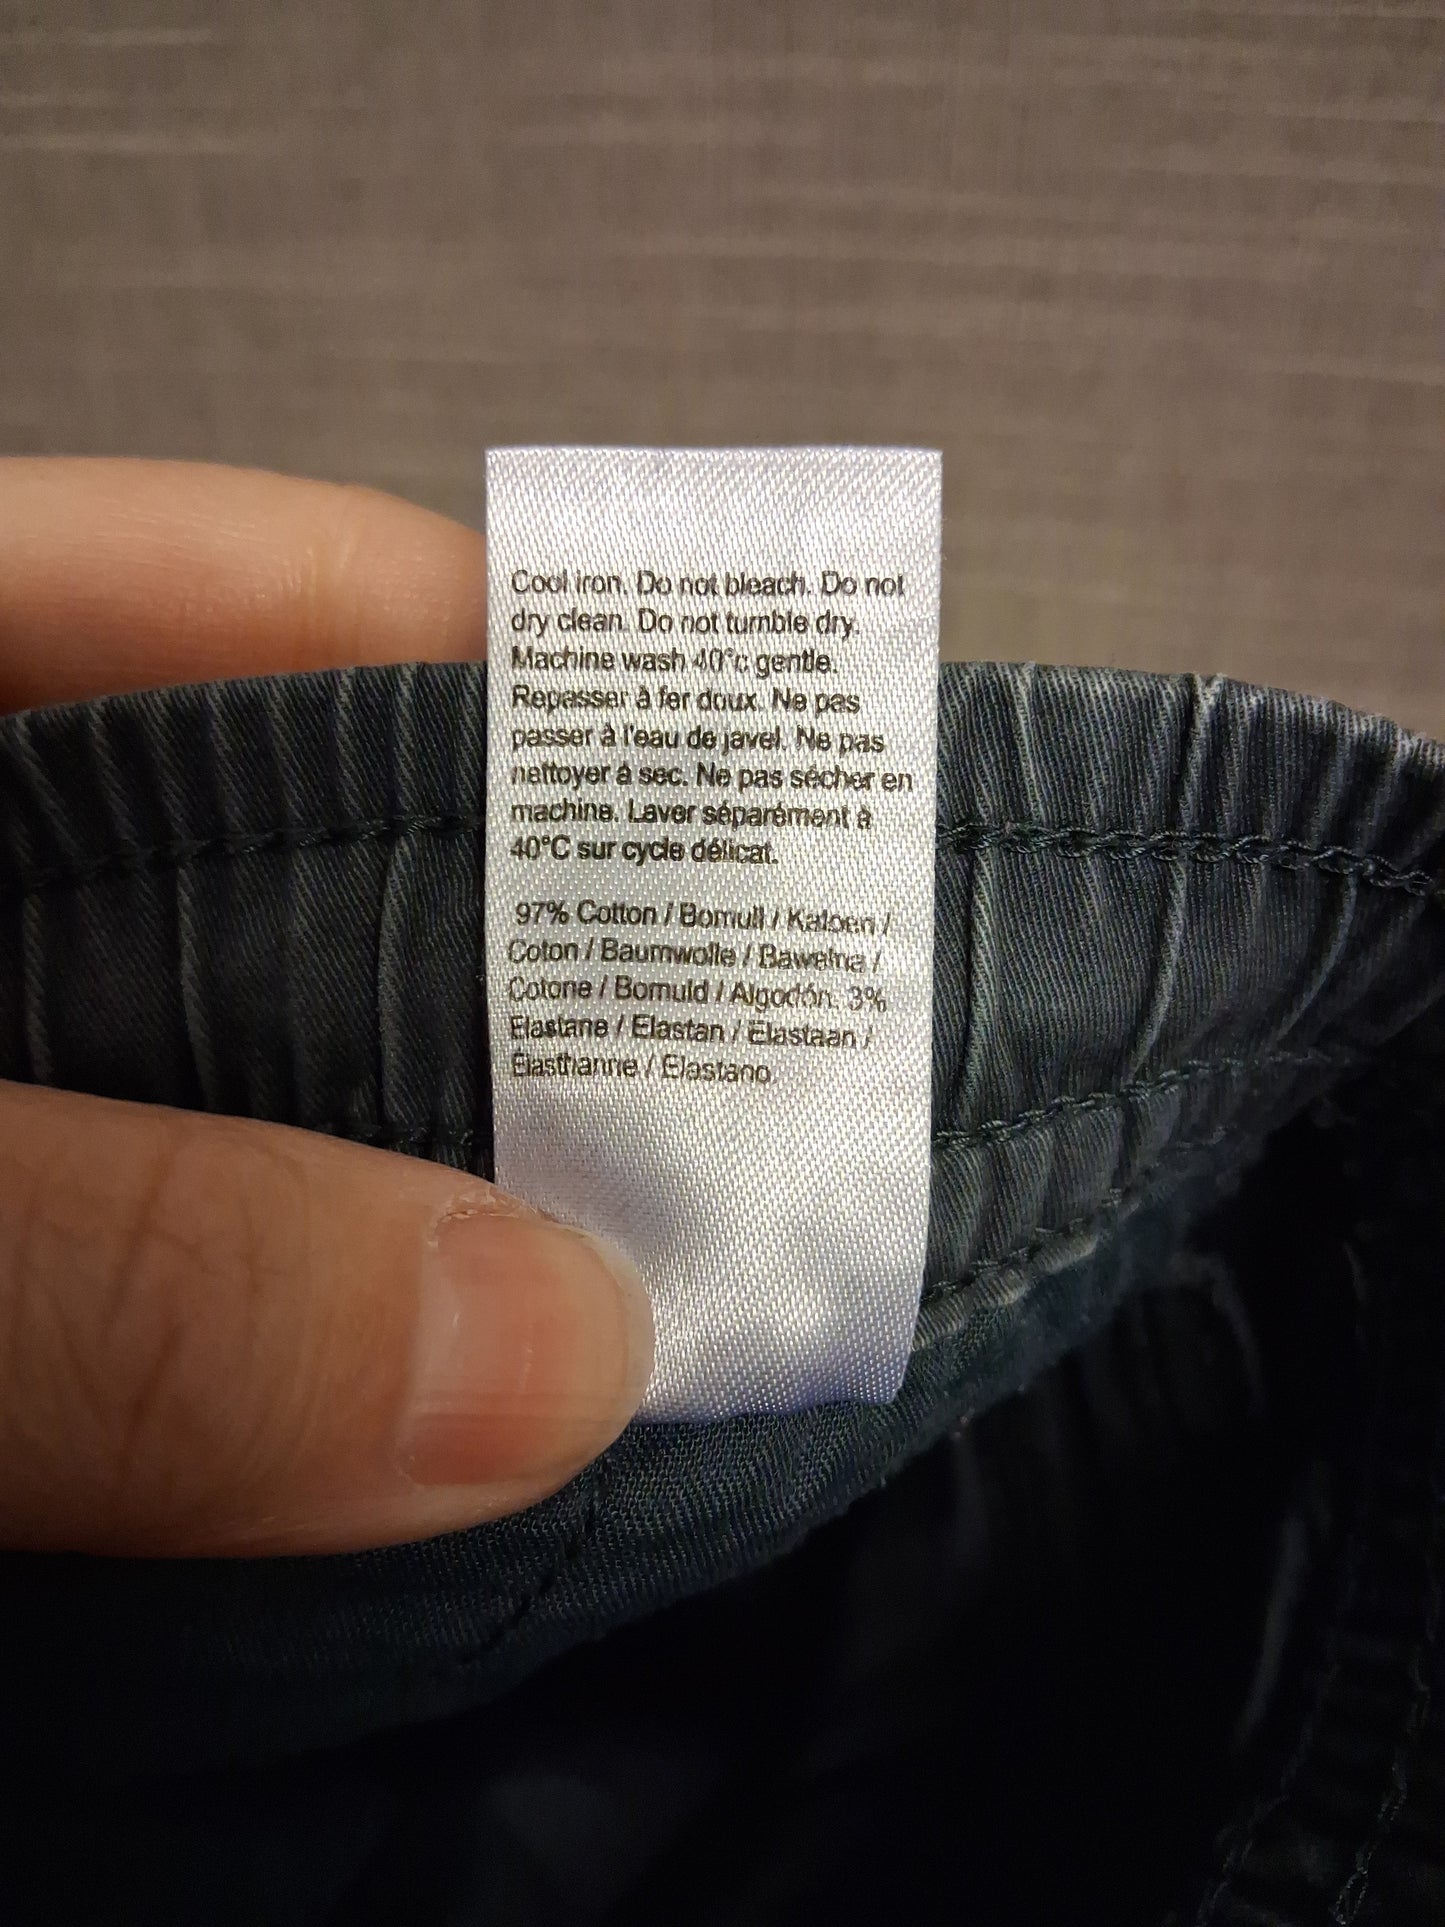 Cool iron. Do not bleach. Do not
dry clean. Do not tumble dry.
Machine wash 40°c gentle.
Repasser à fer doux. Ne pas
passer à l'eau de javel. Ne pas
nettoyer à sec. Ne pas sécher en
machine. Laver séparément à
40°C sur cycle délicat.
97% Cotton / Bomull / Katoen /
Coton / Baumwolle / Bawełna /
Cotone / Bomuld / Algodón. 3%
Elastane / Elastan / Elastaan /
Elasthanne / Elastano